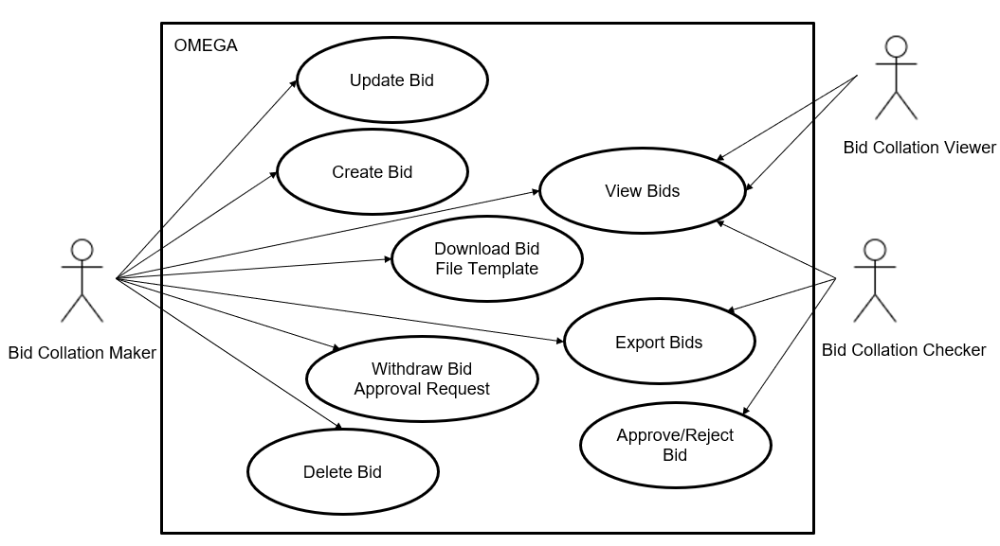 OMEGA
Update Bid
Create Bid
View Bids
Download Bid
File Template
Export Bids
Withdraw Bid
Approval Request
Approve/Reject
Bid
Delete Bid
Bid Collation Maker
Bid Collation Viewer
Bid Collation Checker